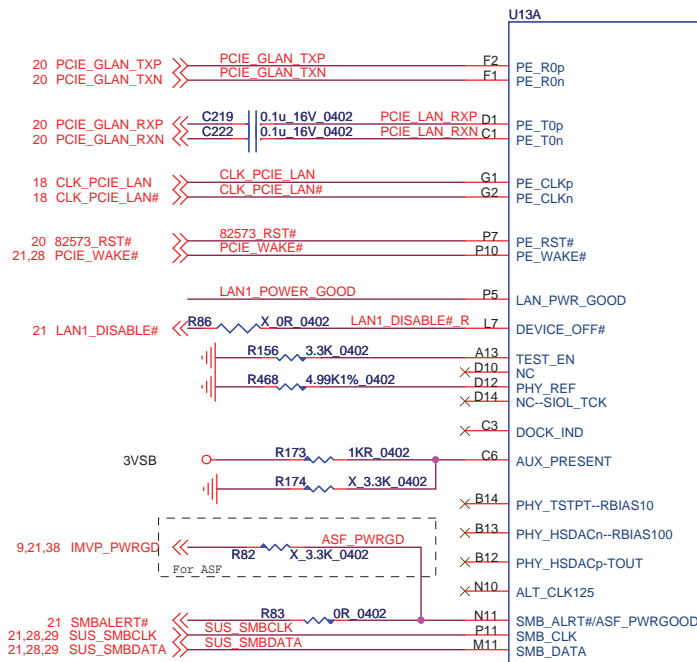 U13A
20 PCIE_GLAN_TXP PCIE_GLAN_TXP F2 PE_R0p
20 PCIE_GLAN_TXN PCIE_GLAN_TXN F1 PE_R0n
20 PCIE_GLAN_RXP C219 0.1u_16V_0402 PCIE_LAN_RXP D1 PE_T0p
20 PCIE_GLAN_RXN C222 0.1u_16V_0402 PCIE_LAN_RXN C1 PE_T0n
18 CLK_PCIE_LAN CLK_PCIE_LAN G1 PE_CLKp
18 CLK_PCIE_LAN# CLK_PCIE_LAN# G2 PE_CLKn
20 82573_RST# 82573_RST# P7 PE_RST#
21,28 PCIE_WAKE# PCIE_WAKE# P10 PE_WAKE#
LAN1_POWER_GOOD P5 LAN_PWR_GOOD
21 LAN1_DISABLE# R86 X_0R_0402 LAN1_DISABLE#_R L7 DEVICE_OFF#
R156 3.3K_0402 A13 TEST_EN
D10 NC
R468 4.99K1%_0402 D12 PHY_REF
D14 NC--SIOL_TCK
C3 DOCK_IND
3VSB R173 1KR_0402 C6 AUX_PRESENT
R174 X_3.3K_0402
B14 PHY_TSTPT--RBIAS10
B13 PHY_HSDACn--RBIAS100
9,21,38 IMVP_PWRGD R82 X_3.3K_0402 ASF_PWRGD
For ASF
B12 PHY_HSDACp-TOUT
N10 ALT_CLK125
21 SMBALERT# R83 0R_0402 N11 SMB_ALRT#/ASF_PWRGOOD
21,28,29 SUS_SMBCLK SUS_SMBCLK P11 SMB_CLK
21,28,29 SUS_SMBDATA SUS_SMBDATA M11 SMB_DATA